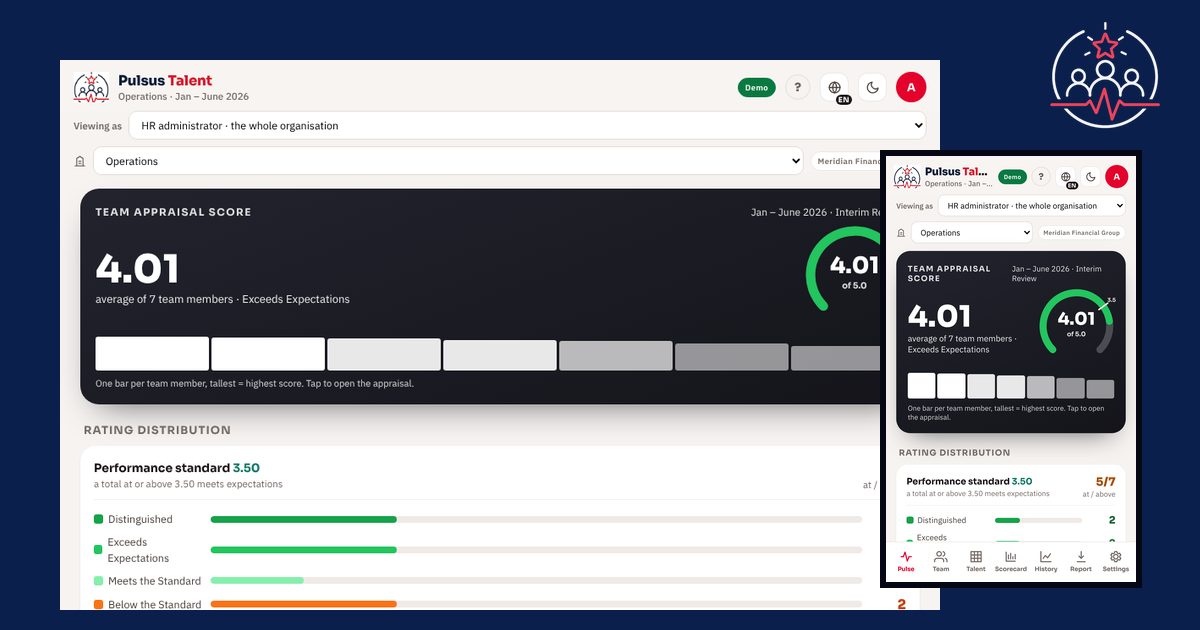 Pulsus Talent
Operations · Jan – June 2026
Demo
?
EN
A
Viewing as
HR administrator · the whole organisation
Operations
Meridian Financ
TEAM APPRAISAL SCORE
Jan – June 2026 · Interim Re
4.01
average of 7 team members · Exceeds Expectations
4.01
of 5.0
One bar per team member, tallest = highest score. Tap to open the appraisal.
RATING DISTRIBUTION
Performance standard 3.50
a total at or above 3.50 meets expectations
at /
Distinguished
Exceeds
Expectations
Meets the Standard
Below the Standard
2
Pulsus Tal...
Operations · Jan –...
Demo
?
EN
A
Viewing as
HR administrator · the whole organisation
Operations
Meridian Financial Group
TEAM APPRAISAL
SCORE
Jan – June 2026 · Interim
Review
4.01
average of 7 team members ·
Exceeds Expectations
3.5
4.01
of 5.0
One bar per team member, tallest = highest score. Tap to open
the appraisal.
RATING DISTRIBUTION
Performance standard 3.50
5/7
a total at or above 3.50 meets expectations
at / above
Distinguished
2
Exceeds
Pulse
Team
Talent
Scorecard
History
Report
Settings